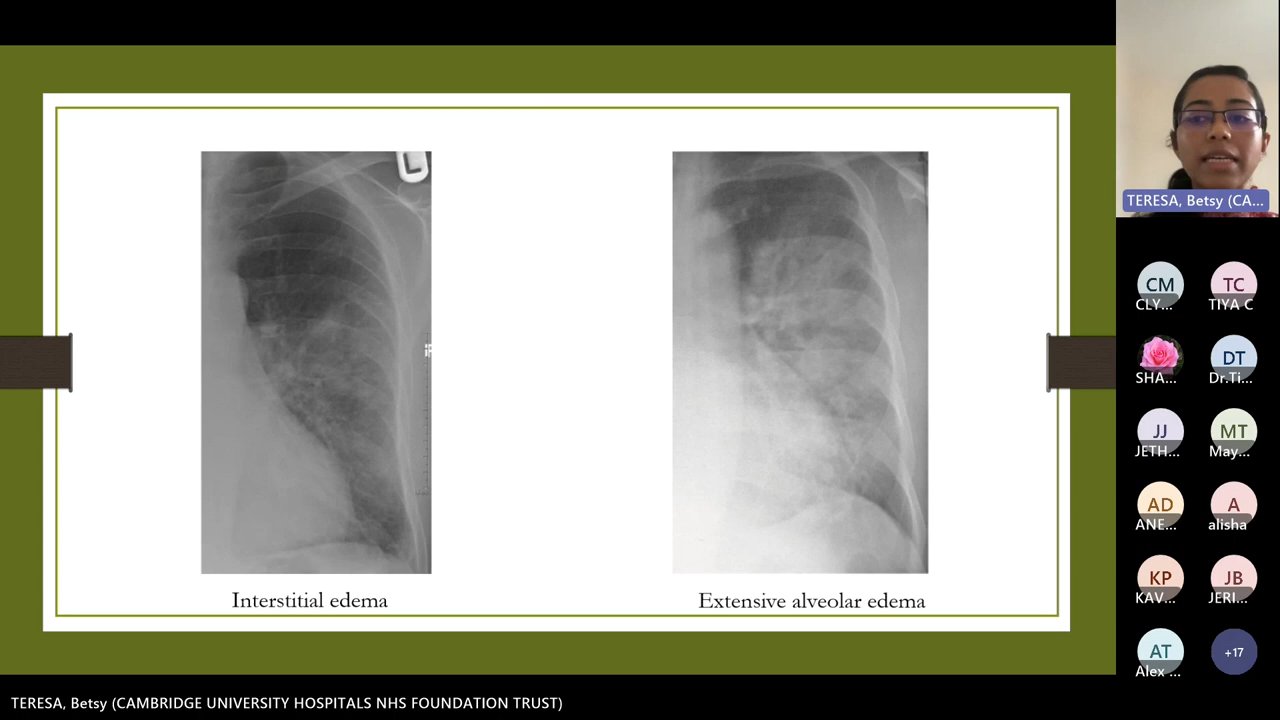 L
Interstitial edema
Extensive alveolar edema
TERESA, Betsy (CA...
CM
CLY...
TC
TIYA C
SHA...
DT
Dr.Ti...
JJ
JETH...
MT
May...
AD
ANE...
A
alisha
KP
KAV...
JB
JERI...
AT
Alex ...
+17
TERESA, Betsy (CAMBRIDGE UNIVERSITY HOSPITALS NHS FOUNDATION TRUST)